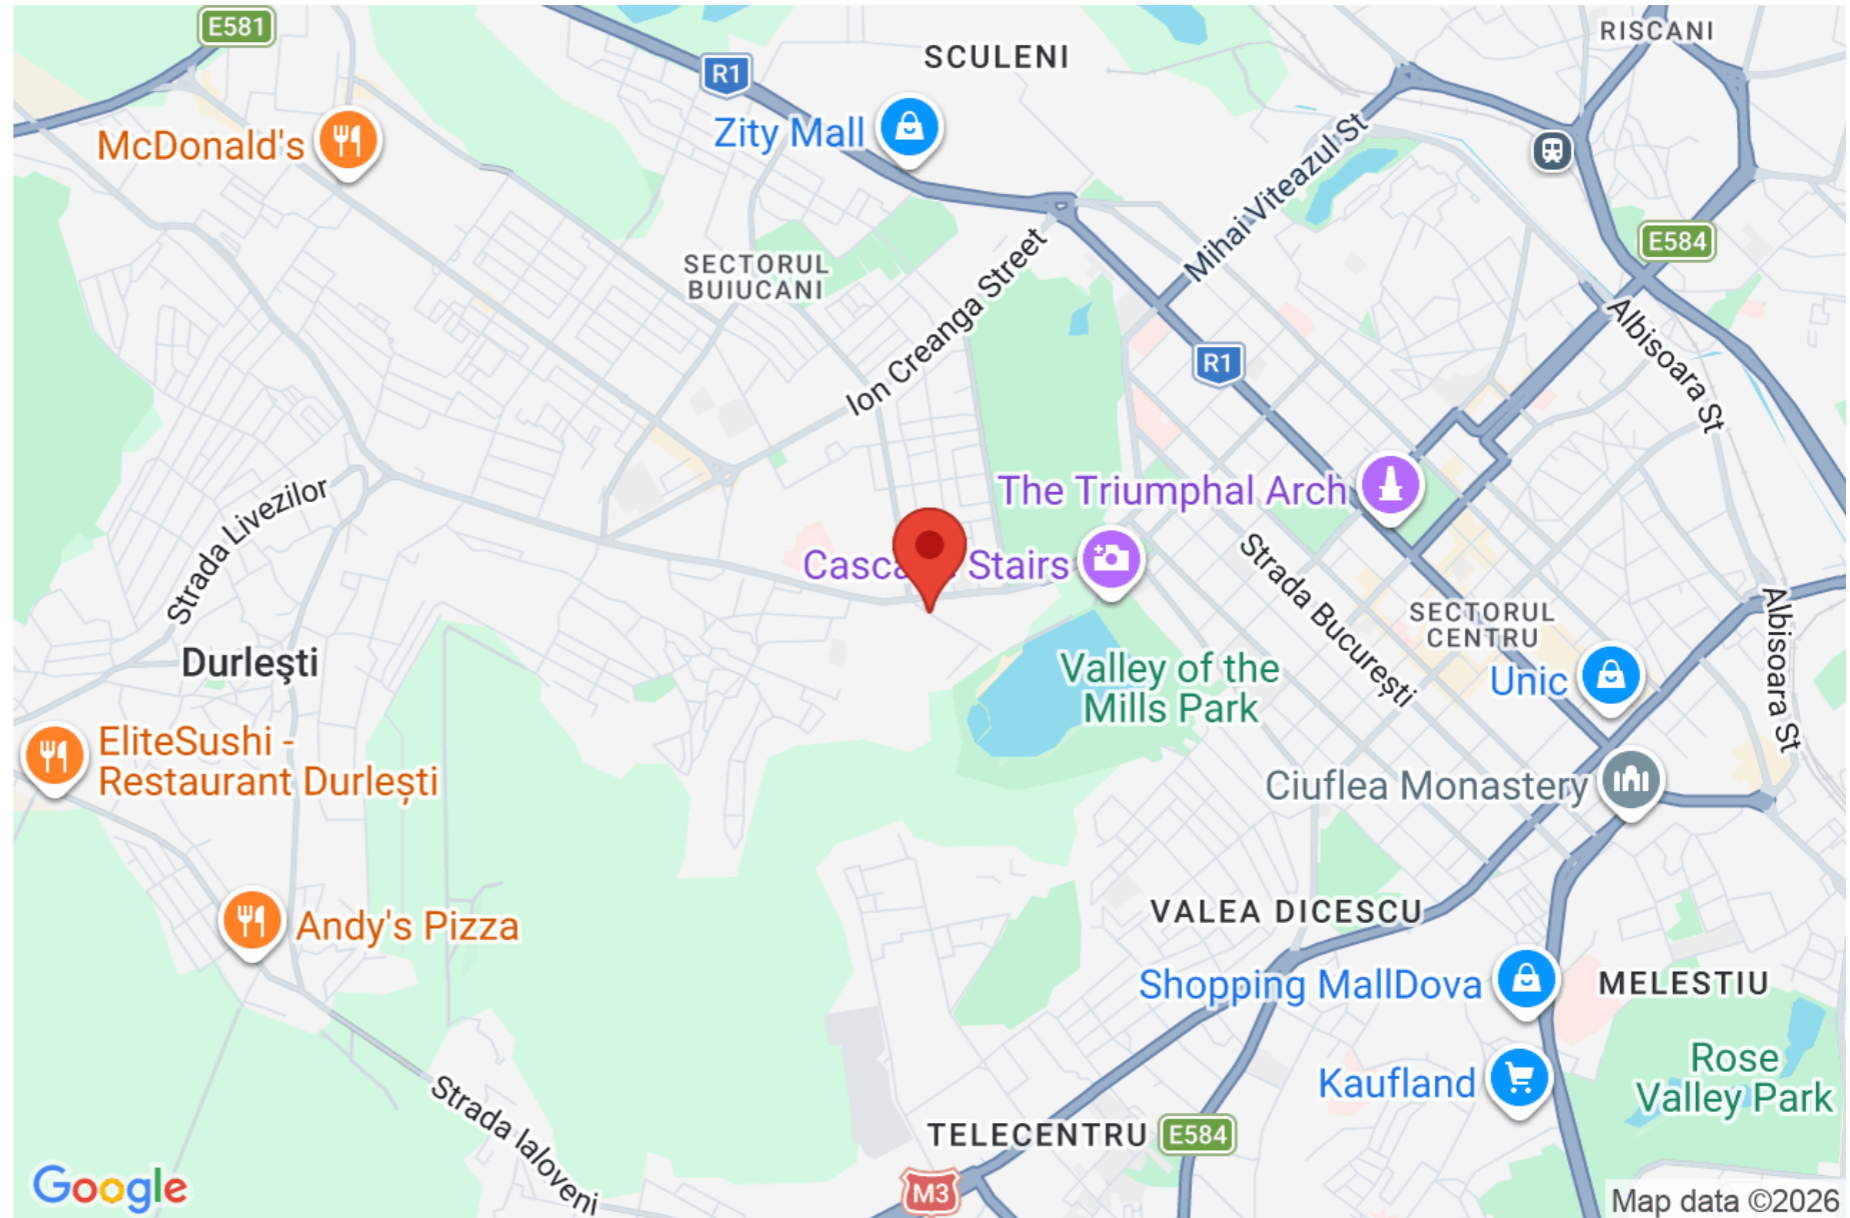 E581
SCULENI
RISCANI
R1
Zity Mall
McDonald's
Mihai Viteazul St
E584
SECTORUL
BUIUCANI
Ion Creanga Street
Albisoara St
R1
Strada Livezilor
The Triumphal Arch
Stairs
Strada București
SECTORUL
CENTRU
Albisoara St
Durleşti
Valley of the
Mills Park
Unic
EliteSushi -
Restaurant Durlești
Ciuflea Monastery
Andy's Pizza
VALEA DICESCU
Shopping MallDova
MELESTIU
Rose
Valley Park
Kaufland
Strada Ialoveni
TELECENTRU
E584
M3
Google
Map data ©2026